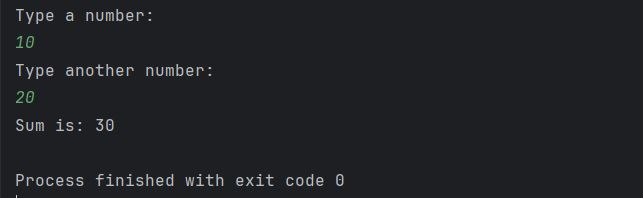 Type a number:
10
Type another number:
20
Sum is: 30
Process finished with exit code 0